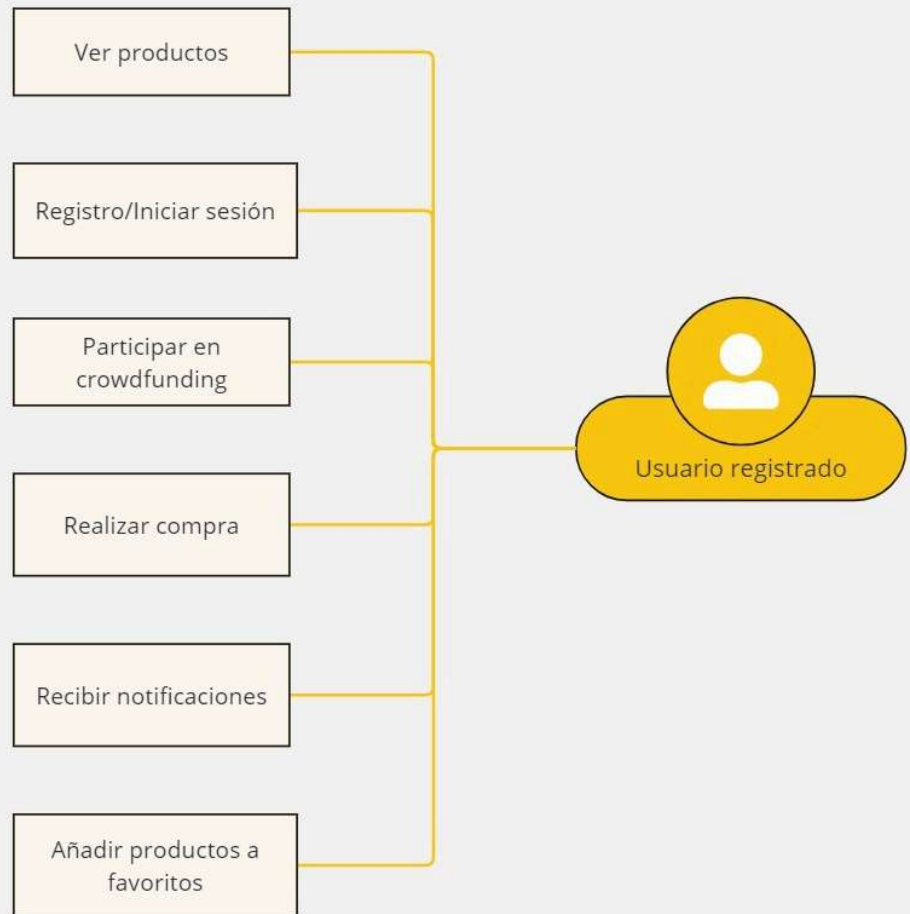 Ver productos
Registro/Iniciar sesión
Participar en
crowdfunding
Usuario registrado
Realizar compra
Recibir notificaciones
Añadir productos a
favoritos